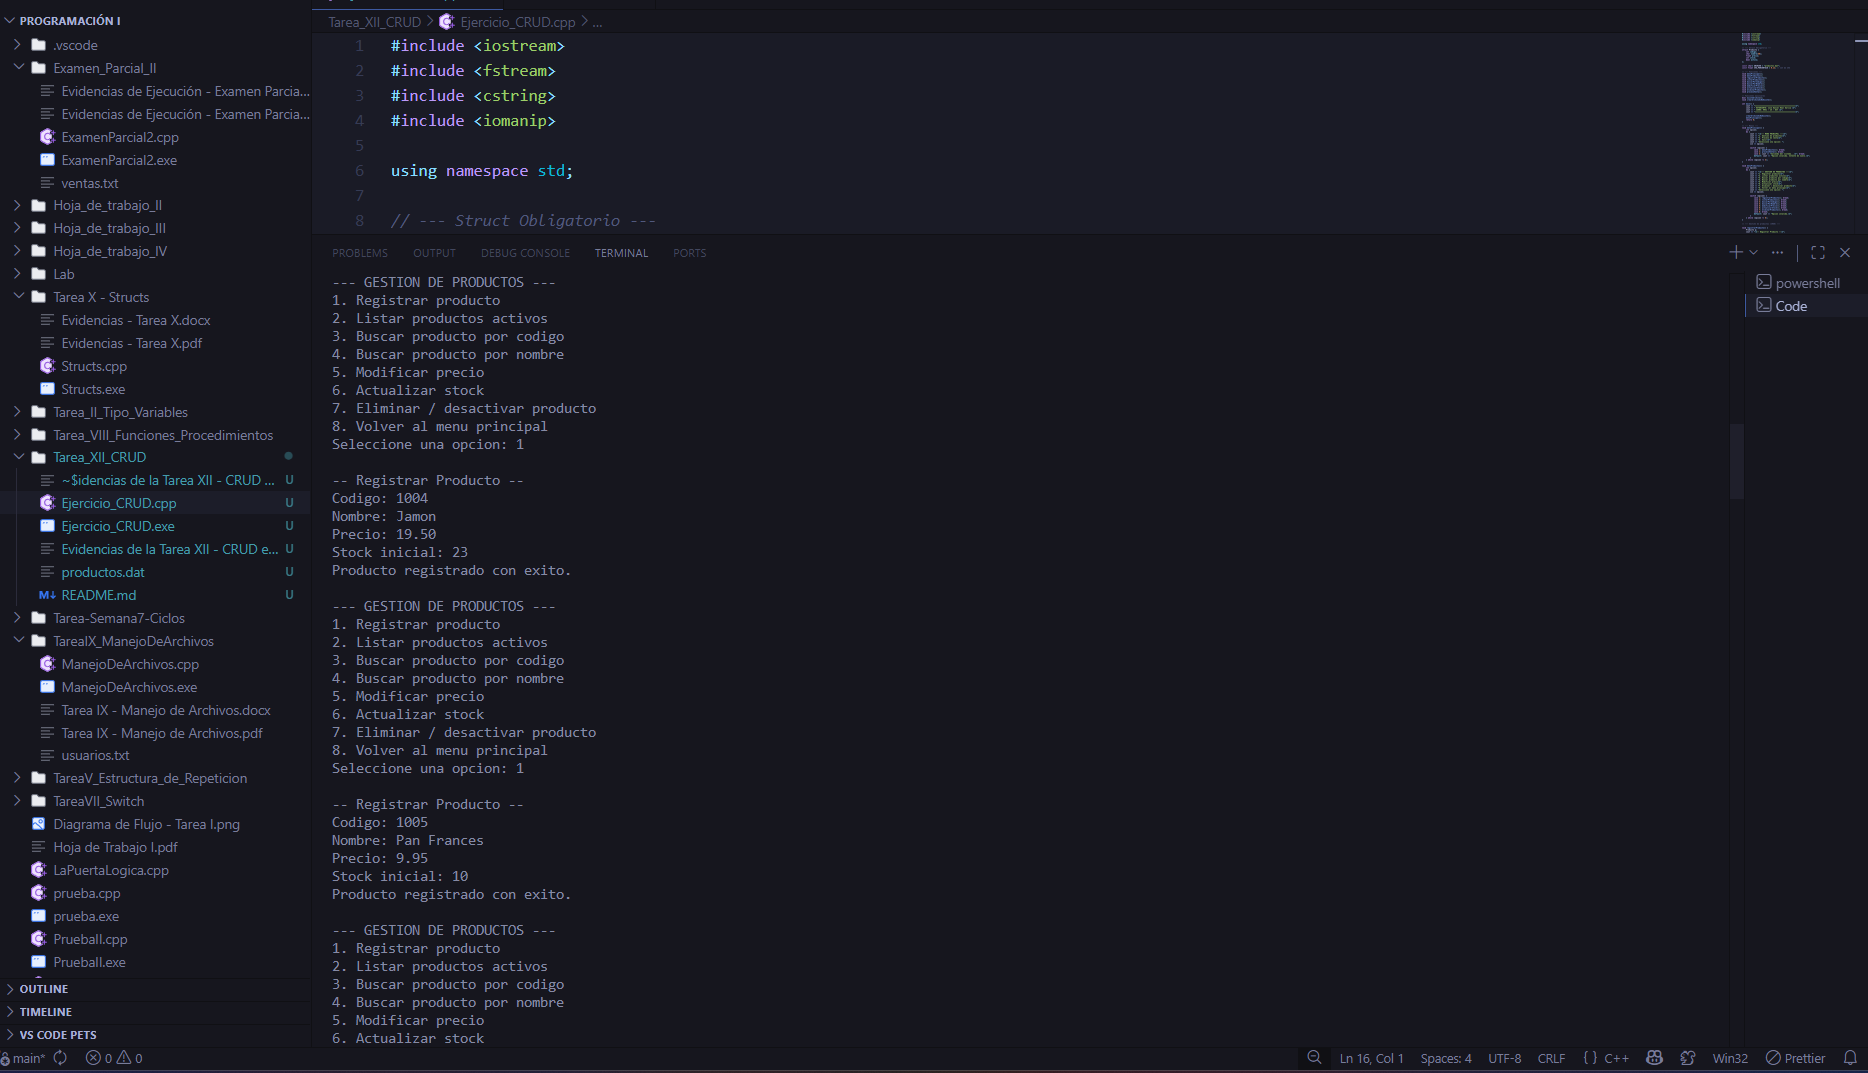 PROGRAMACIÓN I
.vscode
Examen_Parcial_II
Evidencias de Ejecución - Examen Parcia...
Evidencias de Ejecución - Examen Parcia...
ExamenParcial2.cpp
ExamenParcial2.exe
ventas.txt
Hoja_de_trabajo_II
Hoja_de_trabajo_III
Hoja_de_trabajo_IV
Lab
Tarea X - Structs
Evidencias - Tarea X.docx
Evidencias - Tarea X.pdf
Structs.cpp
Structs.exe
Tarea_II_Tipo_Variables
Tarea_VIII_Funciones_Procedimientos
Tarea_XII_CRUD
~$idencias de la Tarea XII - CRUD ... U
Ejercicio_CRUD.cpp U
Ejercicio_CRUD.exe U
Evidencias de la Tarea XII - CRUD e... U
productos.dat U
README.md U
Tarea-Semana7-Ciclos
TareaIX_ManejoDeArchivos
ManejoDeArchivos.cpp
ManejoDeArchivos.exe
Tarea IX - Manejo de Archivos.docx
Tarea IX - Manejo de Archivos.pdf
usuarios.txt
TareaV_Estructura_de_Repeticion
TareaVII_Switch
Diagrama de Flujo - Tarea I.png
Hoja de Trabajo I.pdf
LaPuertaLogica.cpp
prueba.cpp
prueba.exe
PruebaII.cpp
PruebaII.exe
OUTLINE
TIMELINE
VS CODE PETS
Tarea_XII_CRUD > Ejercicio_CRUD.cpp > ...
1 #include <iostream>
2 #include <fstream>
3 #include <cstring>
4 #include <iomanip>
5
6 using namespace std;
7
8 // --- Struct Obligatorio ---
PROBLEMS OUTPUT DEBUG CONSOLE TERMINAL PORTS
powershell
Code
--- GESTION DE PRODUCTOS ---
1. Registrar producto
2. Listar productos activos
3. Buscar producto por codigo
4. Buscar producto por nombre
5. Modificar precio
6. Actualizar stock
7. Eliminar / desactivar producto
8. Volver al menu principal
Seleccione una opcion: 1
-- Registrar Producto --
Codigo: 1004
Nombre: Jamon
Precio: 19.50
Stock inicial: 23
Producto registrado con exito.
--- GESTION DE PRODUCTOS ---
1. Registrar producto
2. Listar productos activos
3. Buscar producto por codigo
4. Buscar producto por nombre
5. Modificar precio
6. Actualizar stock
7. Eliminar / desactivar producto
8. Volver al menu principal
Seleccione una opcion: 1
-- Registrar Producto --
Codigo: 1005
Nombre: Pan Frances
Precio: 9.95
Stock inicial: 10
Producto registrado con exito.
--- GESTION DE PRODUCTOS ---
1. Registrar producto
2. Listar productos activos
3. Buscar producto por codigo
4. Buscar producto por nombre
5. Modificar precio
6. Actualizar stock
main* 0 0 Ln 16, Col 1 Spaces: 4 UTF-8 CRLF { } C++ Win32 Prettier